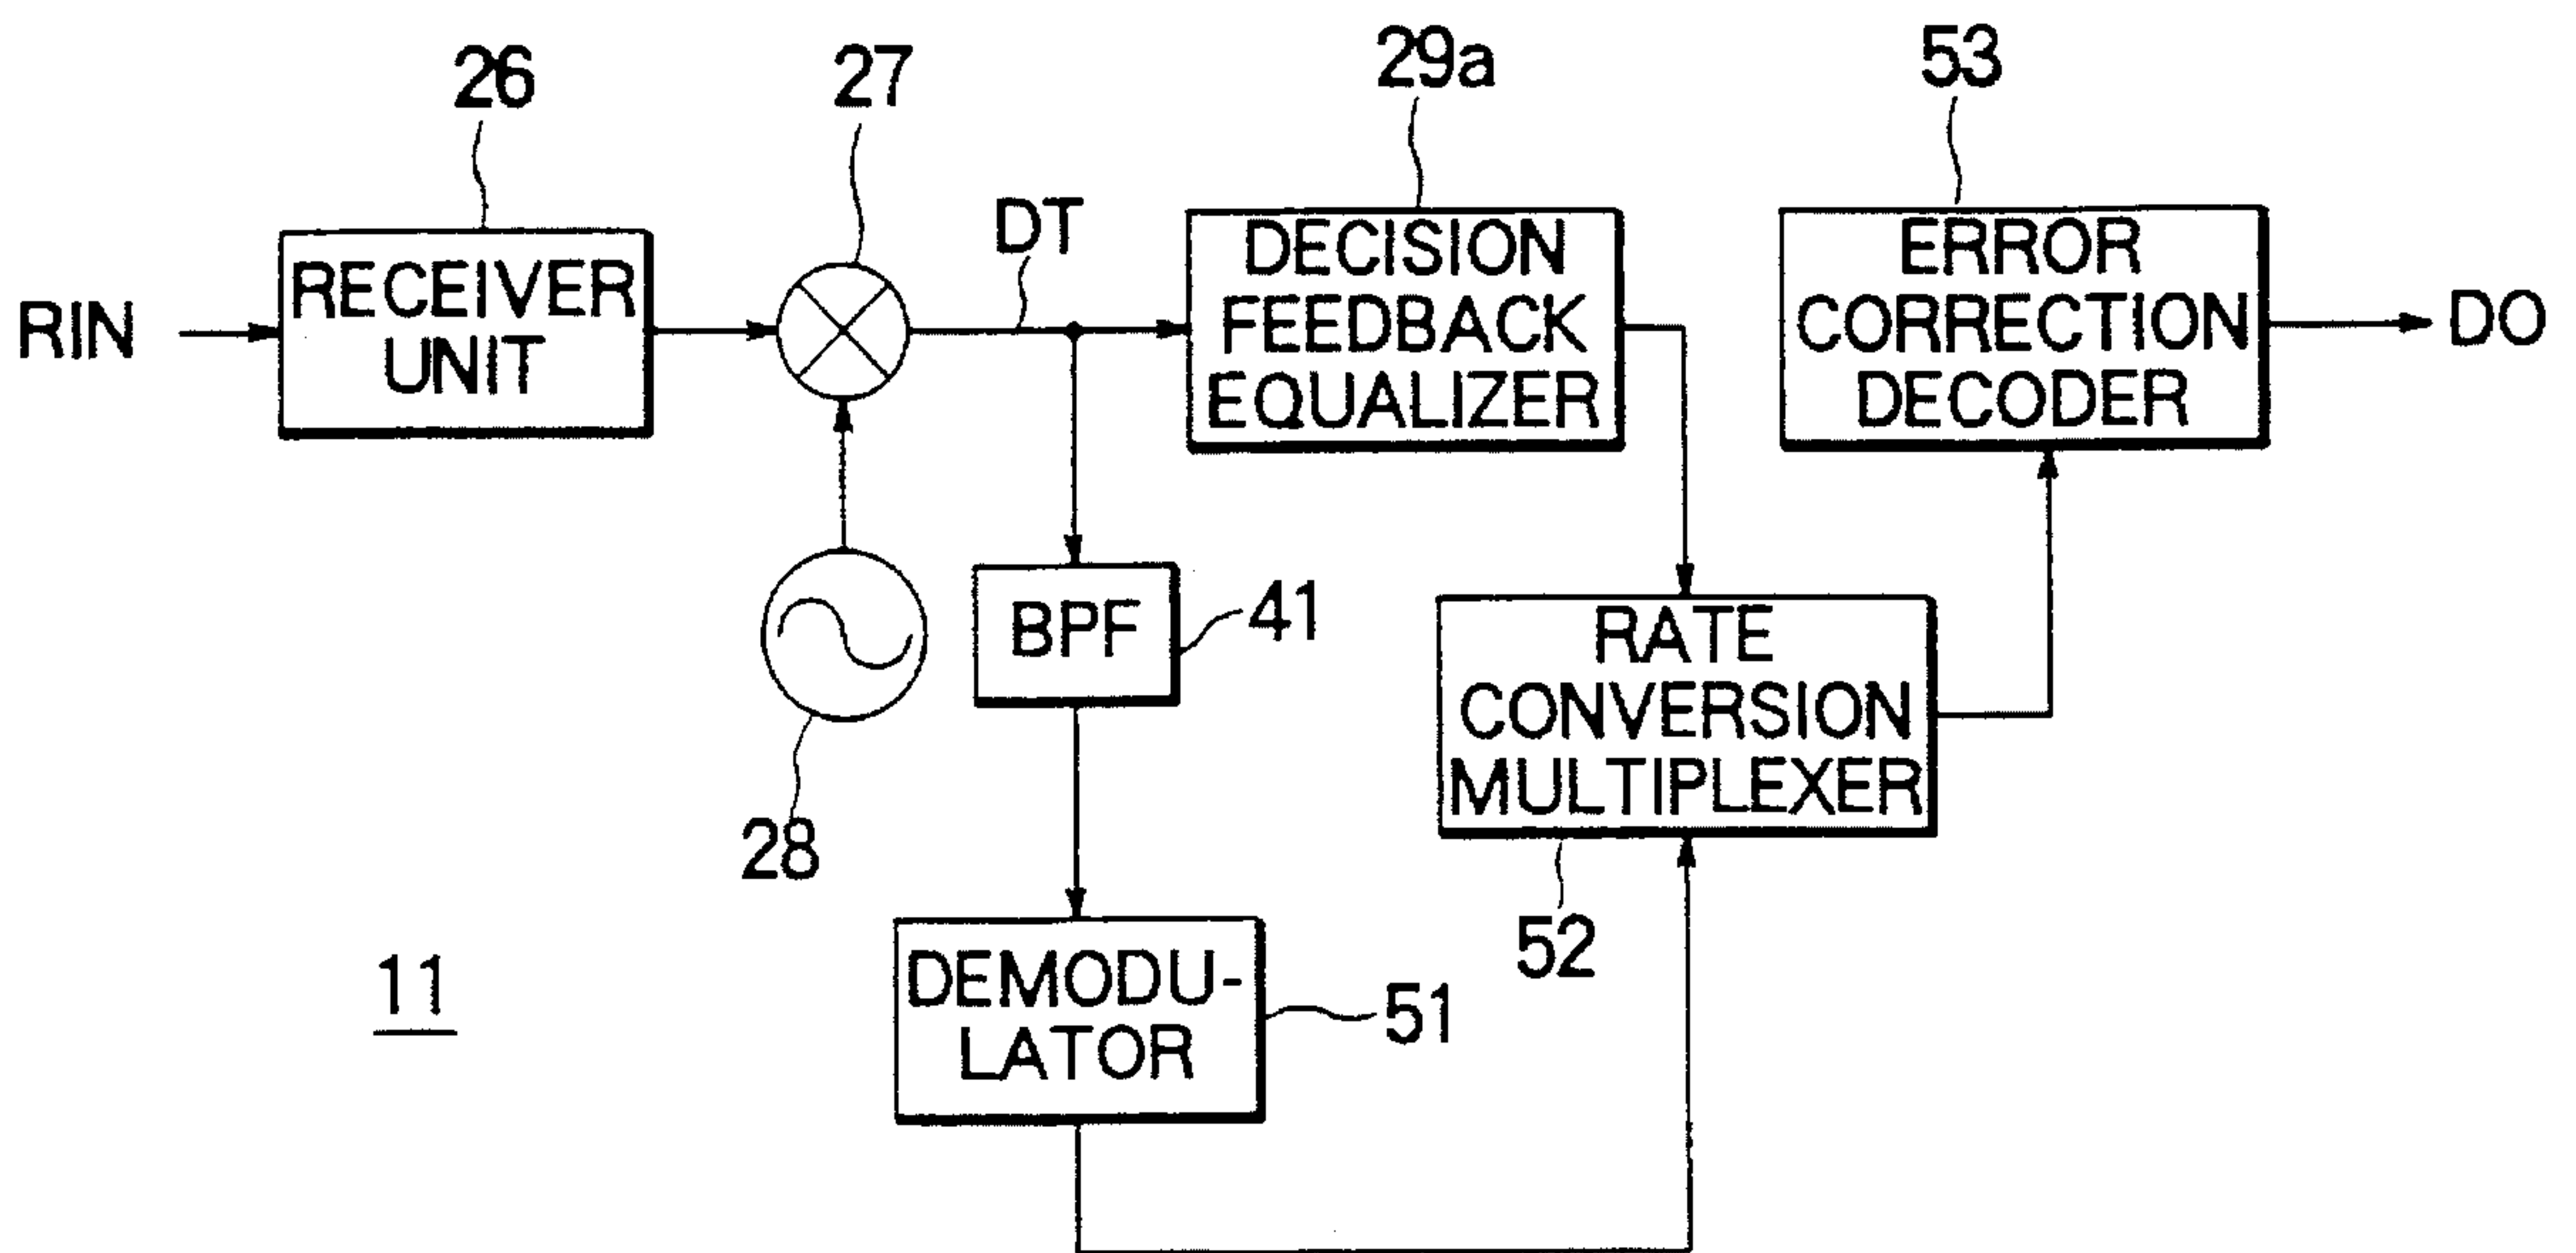 26
27
29a
53
RIN
RECEIVER
UNIT
DT
DECISION
FEEDBACK
EQUALIZER
ERROR
CORRECTION
DECODER
DO
28
BPF
41
RATE
CONVERSION
MULTIPLEXER
52
DEMODU-
LATOR
51
11